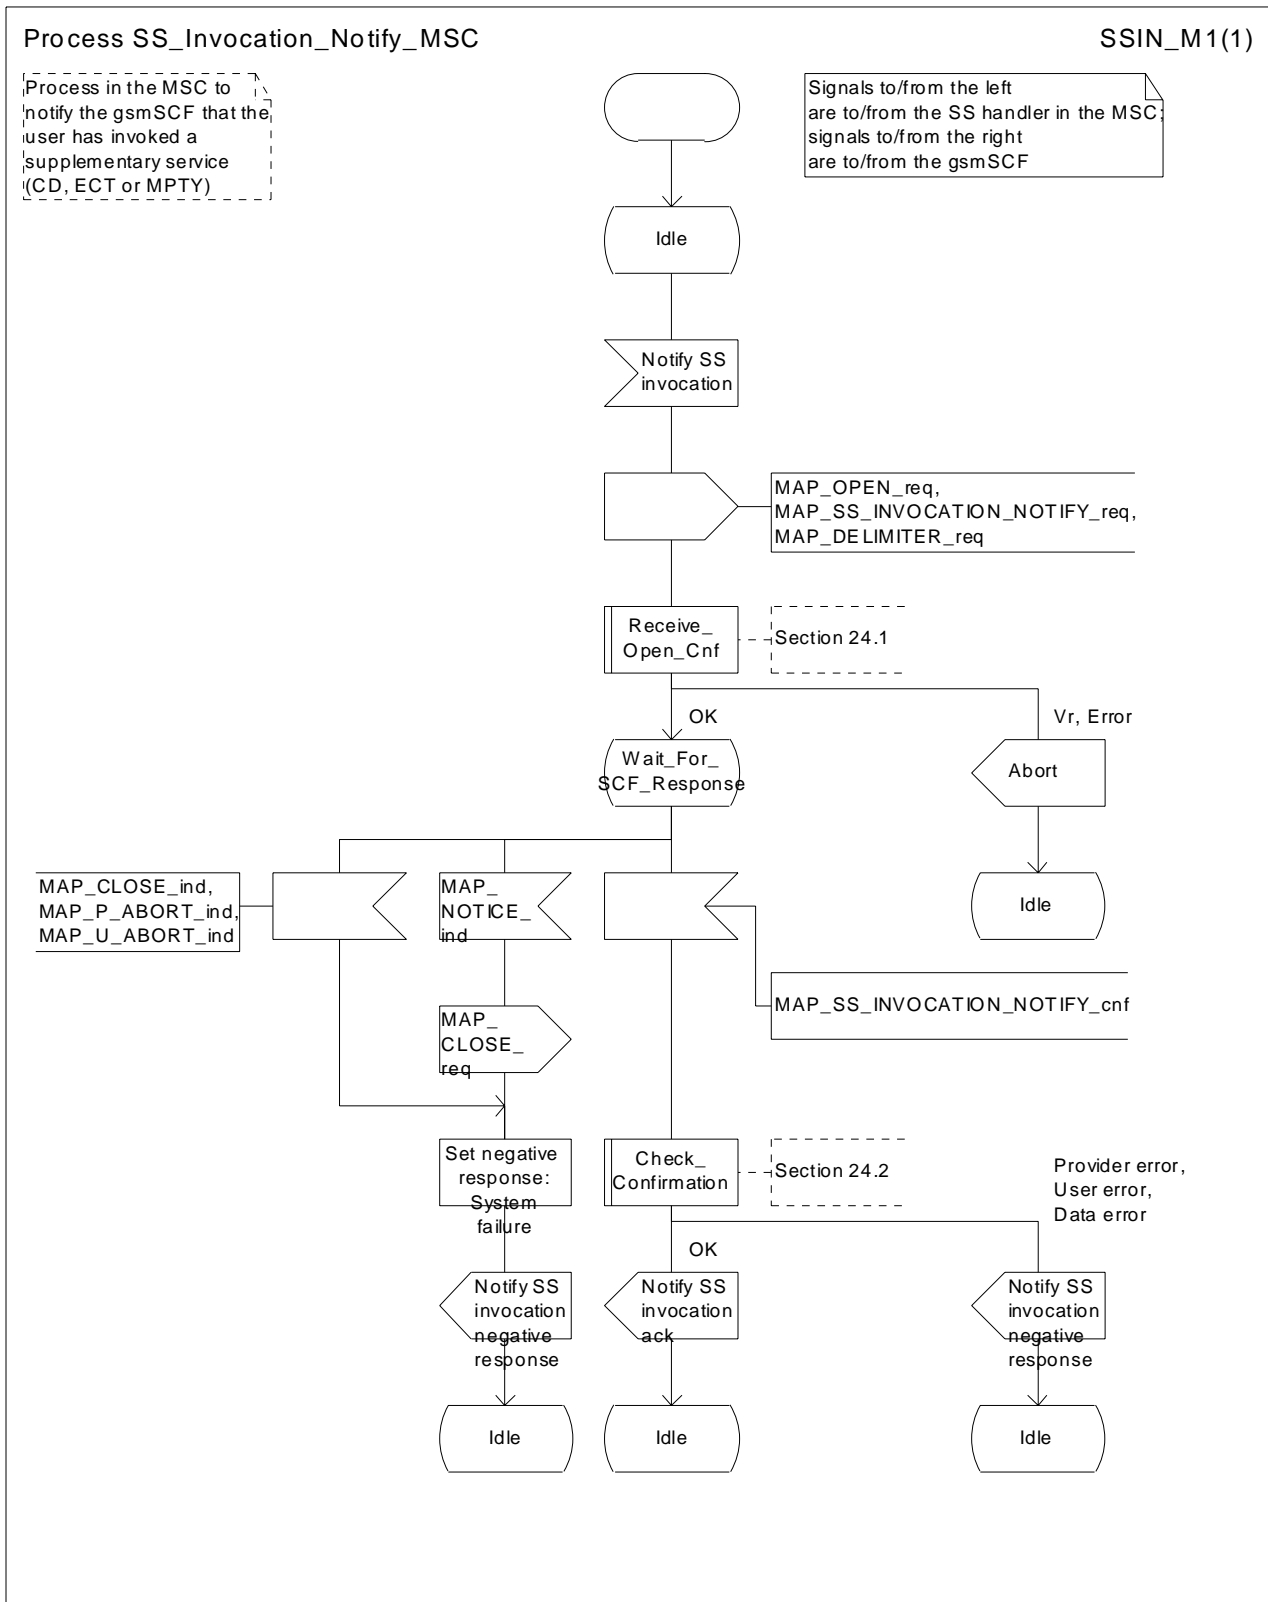 Process SS_Invocation_Notify_MSC
SSIN_M1(1)
Process in the MSC to
notify the gsmSCF that the
user has invoked a
supplementary service
(CD, ECT or MPTY)
Signals to/from the left
are to/from the SS handler in the MSC;
signals to/from the right
are to/from the gsmSCF
Idle
Notify SS
invocation
MAP_OPEN_req,
MAP_SS_INVOCATION_NOTIFY_req,
MAP_DELIMITER_req
Receive_
Open_Cnf
Section 24.1
OK
Vr, Error
Wait_For_
SCF_Response
Abort
MAP_CLOSE_ind,
MAP_P_ABORT_ind,
MAP_U_ABORT_ind
MAP_
NOTICE_
ind
Idle
MAP_SS_INVOCATION_NOTIFY_cnf
MAP_
CLOSE_
req
Set negative
response:
System
failure
Check_
Confirmation
Section 24.2
Provider error,
User error,
Data error
OK
Notify SS
invocation
negative
response
Notify SS
invocation
ack
Notify SS
invocation
negative
response
Idle
Idle
Idle